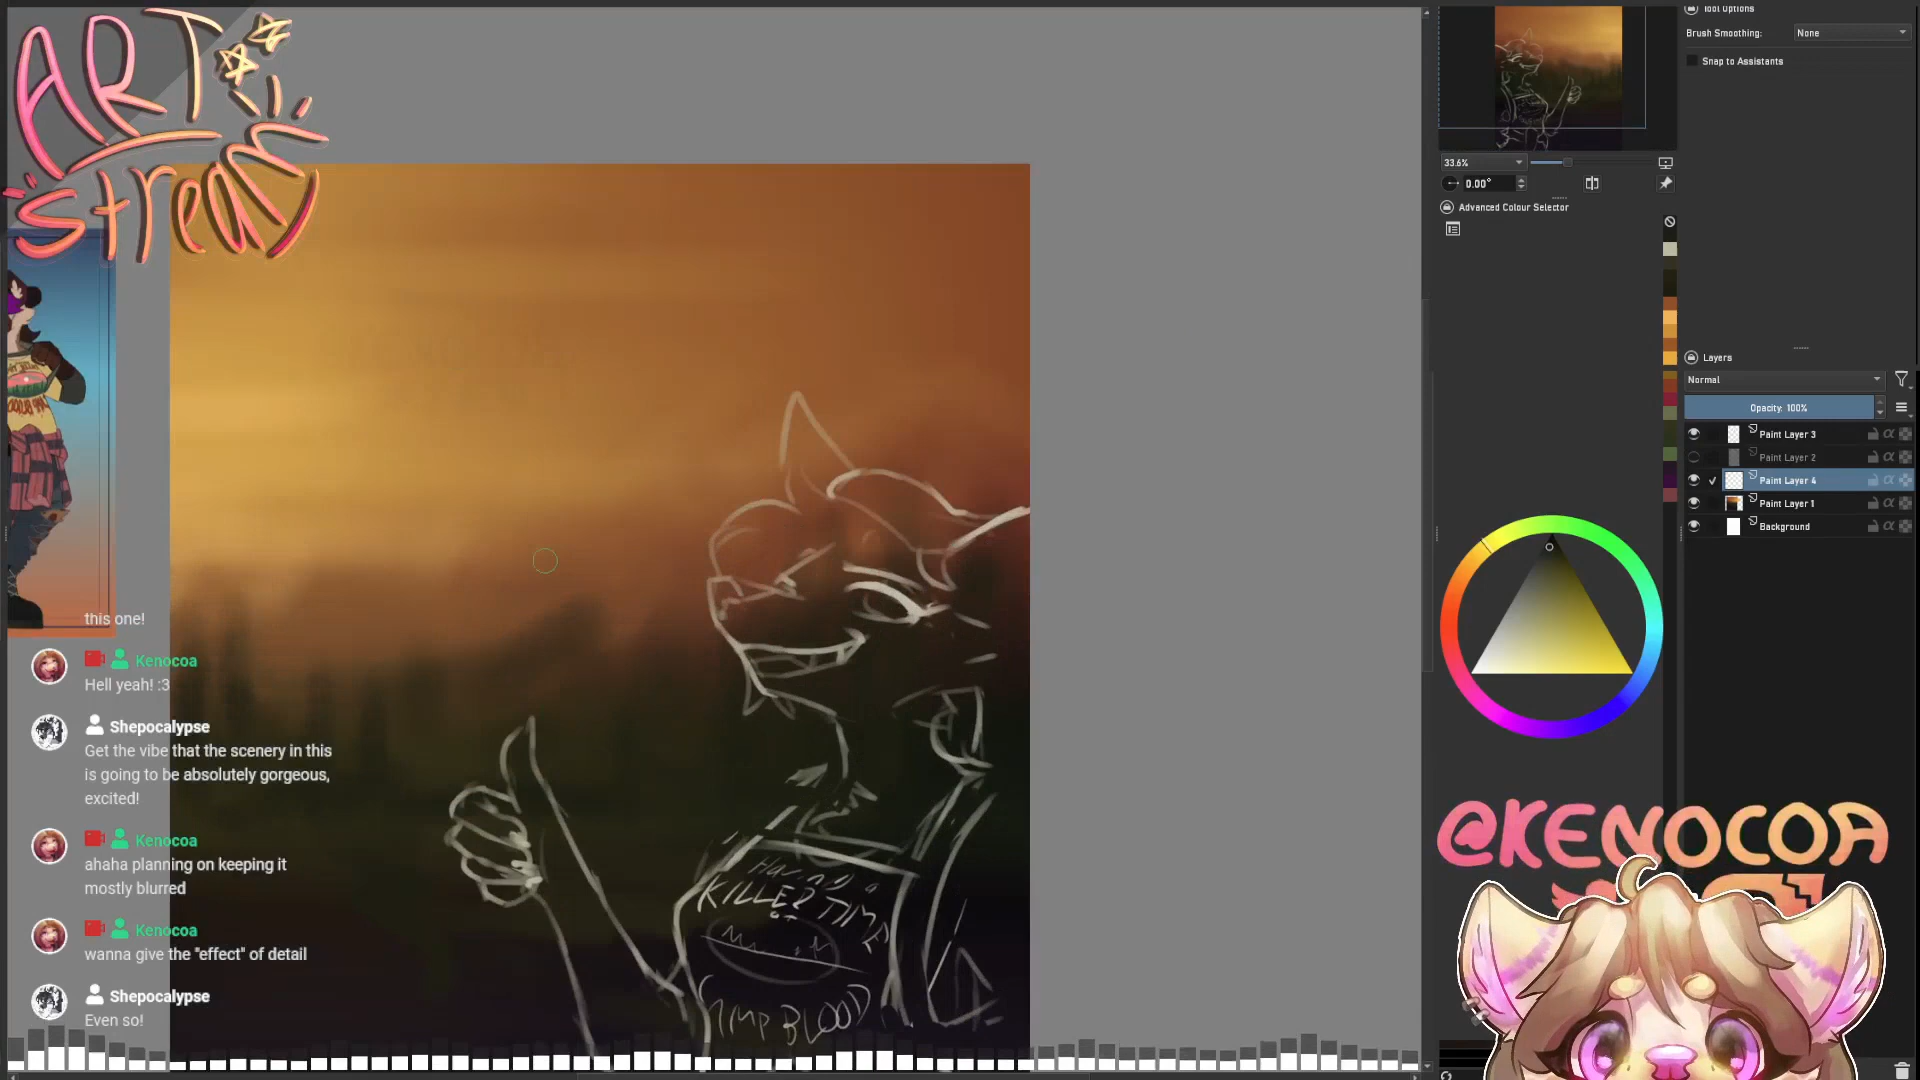 ART
Stream
this one!
Kenocoa
Hell yeah! :3
Shepocalypse
Get the vibe that the scenery in this
is going to be absolutely gorgeous,
excited!
Kenocoa
ahaha planning on keeping it
mostly blurred
Kenocoa
wanna give the "effect" of detail
Shepocalypse
Even so!
KILLER TIME
BLOOD
Tool Options
Brush Smoothing:
None
Snap to Assistants
33.6%
0.00°
Advanced Colour Selector
Layers
Normal
Opacity: 100%
Paint Layer 3
Paint Layer 2
Paint Layer 4
Paint Layer 1
Background
@KENOCOA